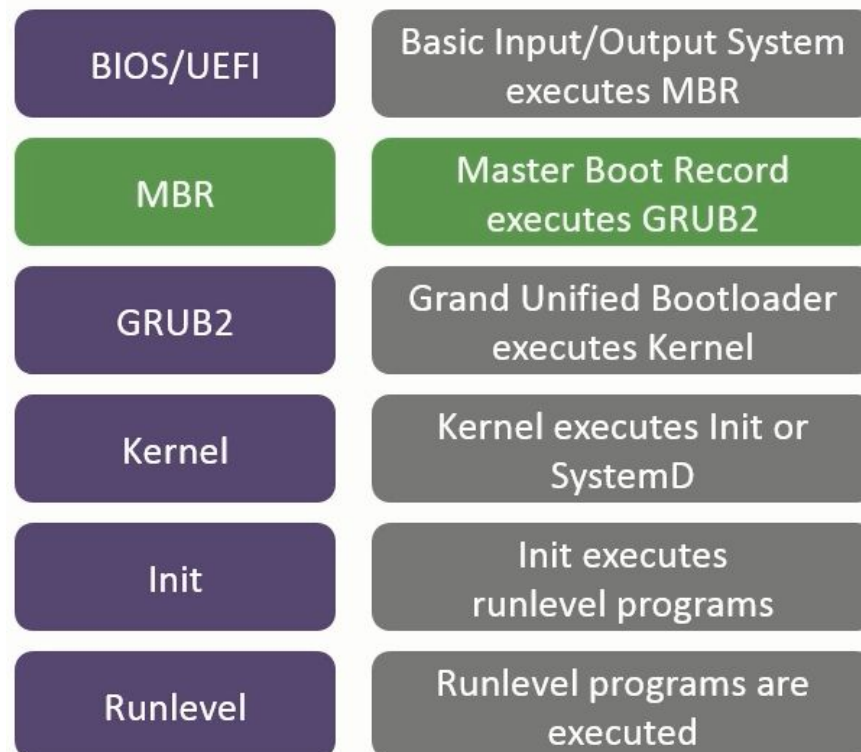 BIOS/UEFI
Basic Input/Output System
executes MBR
MBR
Master Boot Record
executes GRUB2
GRUB2
Grand Unified Bootloader
executes Kernel
Kernel
Kernel executes Init or
SystemD
Init
Init executes
runlevel programs
Runlevel
Runlevel programs are
executed